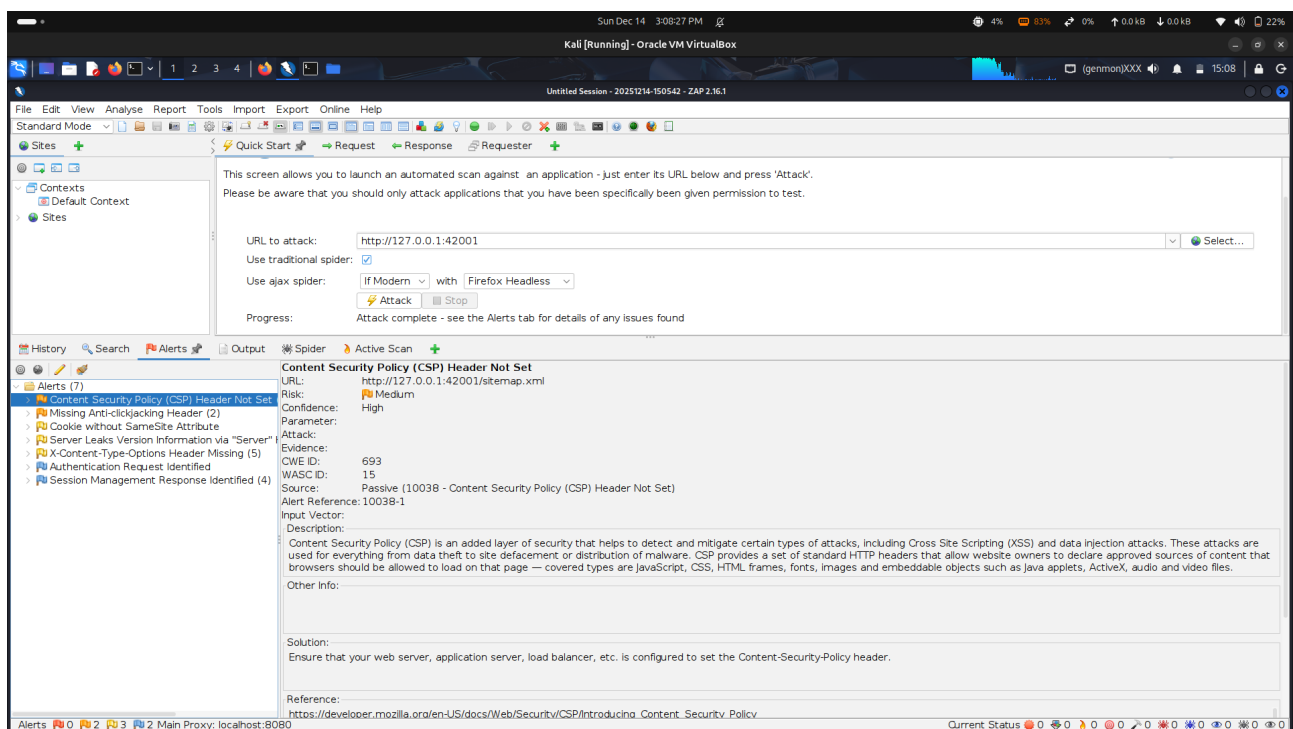 Sun Dec 14 3:08:27 PM
4% 83% 0% 0.0 kB 0.0 kB 22%
Kali [Running] - Oracle VM VirtualBox
1 2 3 4 (genmon)XXX 15:08
Untitled Session - 20251214-150542 - ZAP 2.16.1
File Edit View Analyse Report Tools Import Export Online Help
Standard Mode
Sites Quick Start Request Response Requester
This screen allows you to launch an automated scan against an application - just enter its URL below and press 'Attack'.
Please be aware that you should only attack applications that you have been specifically been given permission to test.
Contexts
Default Context
Sites
URL to attack: http://127.0.0.1:42001 Select...
Use traditional spider:
Use ajax spider: If Modern with Firefox Headless
Attack Stop
Progress: Attack complete - see the Alerts tab for details of any issues found
History Search Alerts Output Spider Active Scan
Alerts (7)
Content Security Policy (CSP) Header Not Set
Missing Anti-clickjacking Header (2)
Cookie without SameSite Attribute
Server Leaks Version Information via "Server"
X-Content-Type-Options Header Missing (5)
Authentication Request Identified
Session Management Response Identified (4)
Content Security Policy (CSP) Header Not Set
URL: http://127.0.0.1:42001/sitemap.xml
Risk: Medium
Confidence: High
Parameter:
Attack:
Evidence:
CWE ID: 693
WASC ID: 15
Source: Passive (10038 - Content Security Policy (CSP) Header Not Set)
Alert Reference: 10038-1
Input Vector:
Description:
Content Security Policy (CSP) is an added layer of security that helps to detect and mitigate certain types of attacks, including Cross Site Scripting (XSS) and data injection attacks. These attacks are
used for everything from data theft to site defacement or distribution of malware. CSP provides a set of standard HTTP headers that allow website owners to declare approved sources of content that
browsers should be allowed to load on that page — covered types are JavaScript, CSS, HTML frames, fonts, images and embeddable objects such as Java applets, ActiveX, audio and video files.
Other Info:
Solution:
Ensure that your web server, application server, load balancer, etc. is configured to set the Content-Security-Policy header.
Reference:
https://developer.mozilla.org/en-US/docs/Web/Security/CSP/Introducing_Content_Security_Policy
Alerts 0 2 3 2 Main Proxy: localhost:8080 Current Status 0 0 0 0 0 0 0 0 0 0